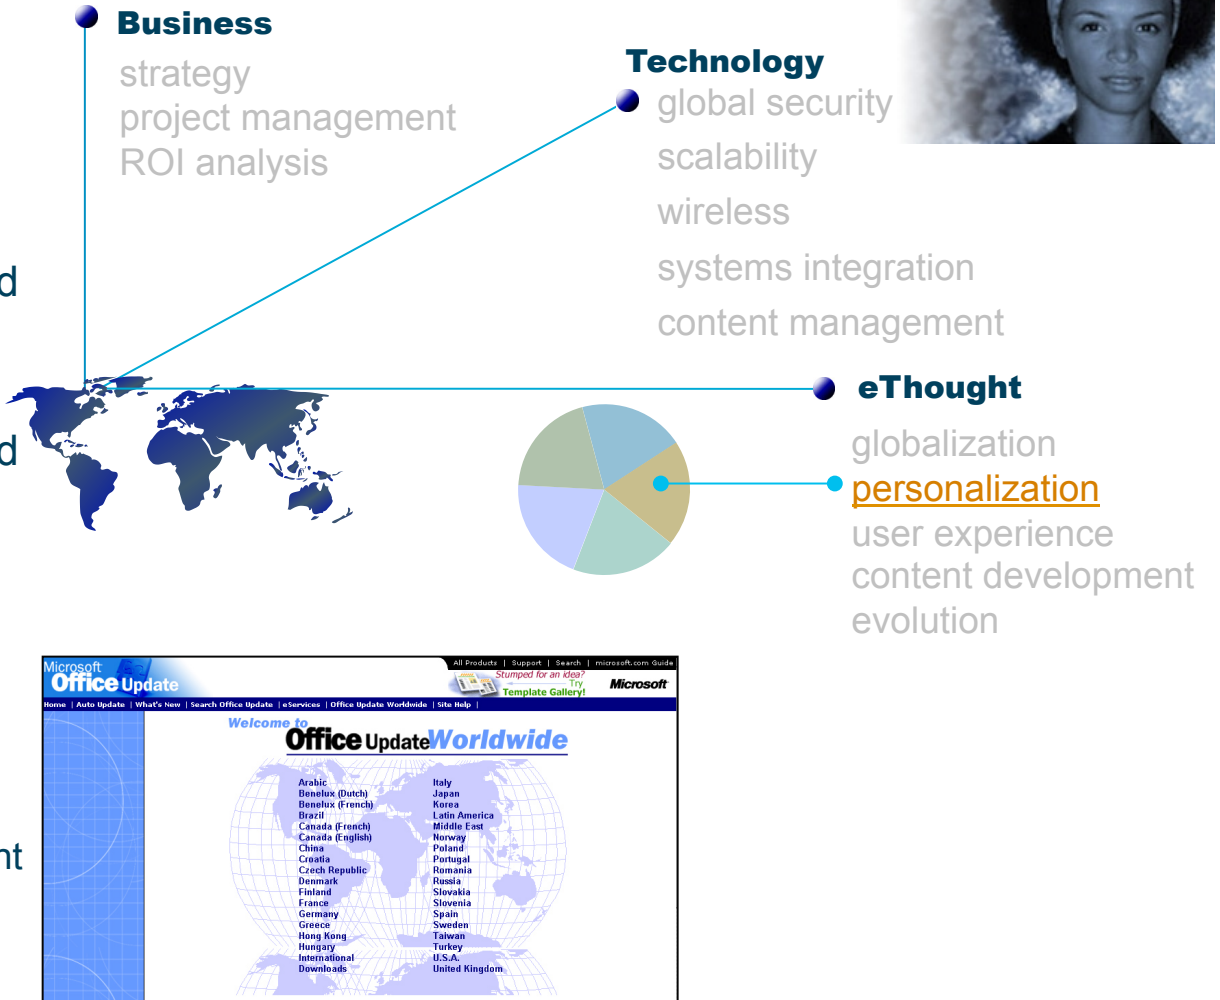 Business
strategy
project management
ROI analysis
Technology
global security
scalability
wireless
systems integration
content management
eThought
globalization
personalization
user experience
content development
evolution
d
d
nt
Microsoft
Office Update
All Products | Support | Search | microsoft.com Guide
Stumped for an idea?
Try
Template Gallery!
Microsoft
Home | Auto Update | What's New | Search Office Update | eServices | Office Update Worldwide | Site Help |
Welcome to
Office Update Worldwide
Arabic
Benelux (Dutch)
Benelux (French)
Brazil
Canada (French)
Canada (English)
China
Croatia
Czech Republic
Denmark
Finland
France
Germany
Greece
Hong Kong
Hungary
International
Downloads
Italy
Japan
Korea
Latin America
Middle East
Norway
Poland
Portugal
Romania
Russia
Slovakia
Slovenia
Spain
Sweden
Taiwan
Turkey
U.S.A.
United Kingdom